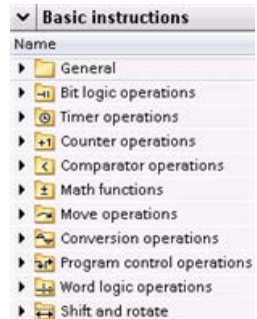 Basic instructions
Name
General
Bit logic operations
Timer operations
Counter operations
Comparator operations
Math functions
Move operations
Conversion operations
Program control operations
Word logic operations
Shift and rotate